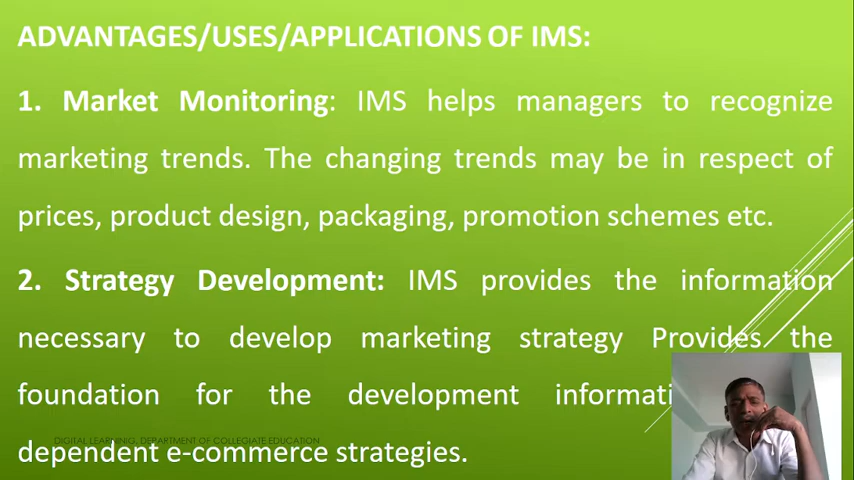 ADVANTAGES/USES/APPLICATIONS OF IMS:
1. Market Monitoring: IMS helps managers to recognize
marketing trends. The changing trends may be in respect of
prices, product design, packaging, promotion schemes etc.
2. Strategy Development: IMS provides the information
necessary to develop marketing strategy Provides the
foundation for the development informati
DIGITAL LEARNINIG, DEPARTMENT OF COLLEGIATE EDUCATION
dependent e-commerce strategies.